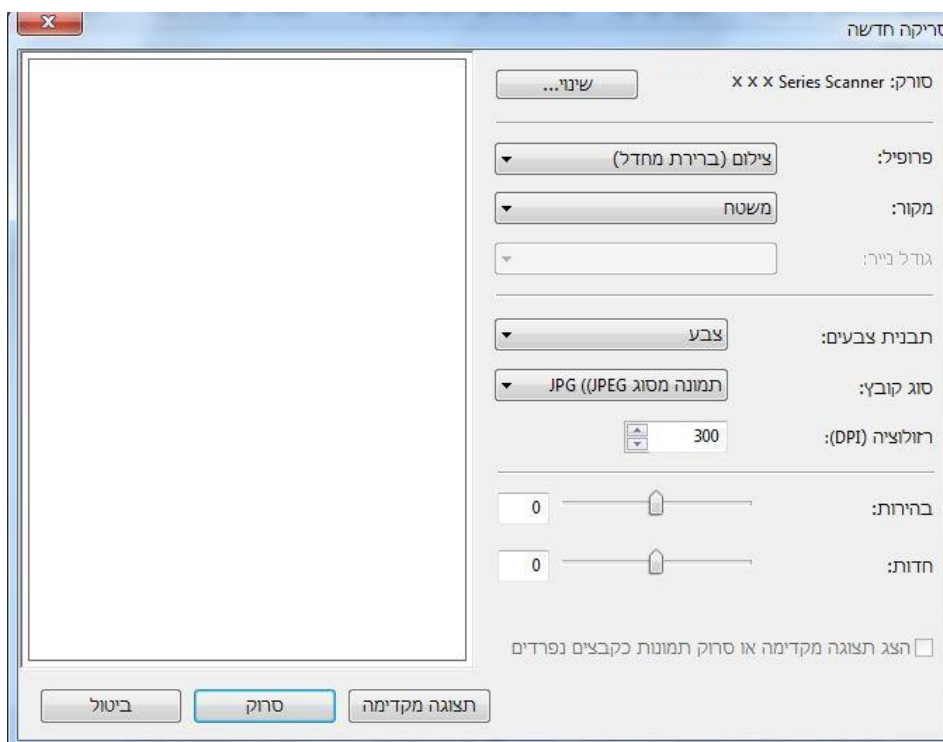 סריקה חדשה
סורק: X X X Series Scanner
שינוי...
פרופיל:
צילום (ברירת מחדל)
מקור:
משטח
גודל נייר:
תבנית צבעים:
צבע
סוג קובץ:
תמונה מסוג JPG ((JPEG
רזולוציה (DPI):
300
בהירות:
0
חדות:
0
הצג תצוגה מקדימה או סרוק תמונות כקבצים נפרדים
תצוגה מקדימה
סרוק
ביטול